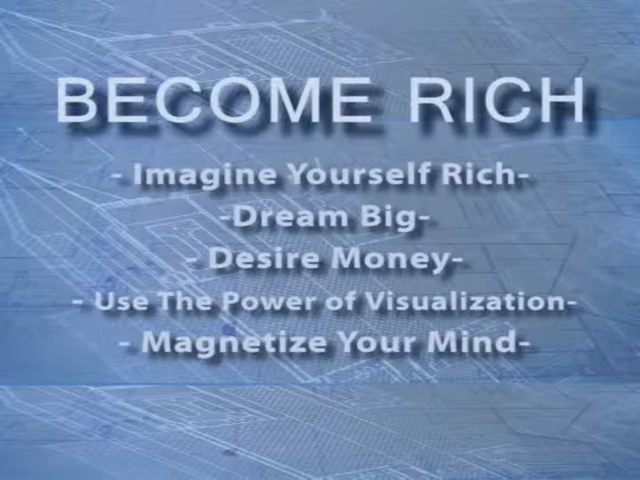 BECOME RICH
- Imagine Yourself Rich-
-Dream Big-
- Desire Money-
- Use The Power of Visualization-
- Magnetize Your Mind-